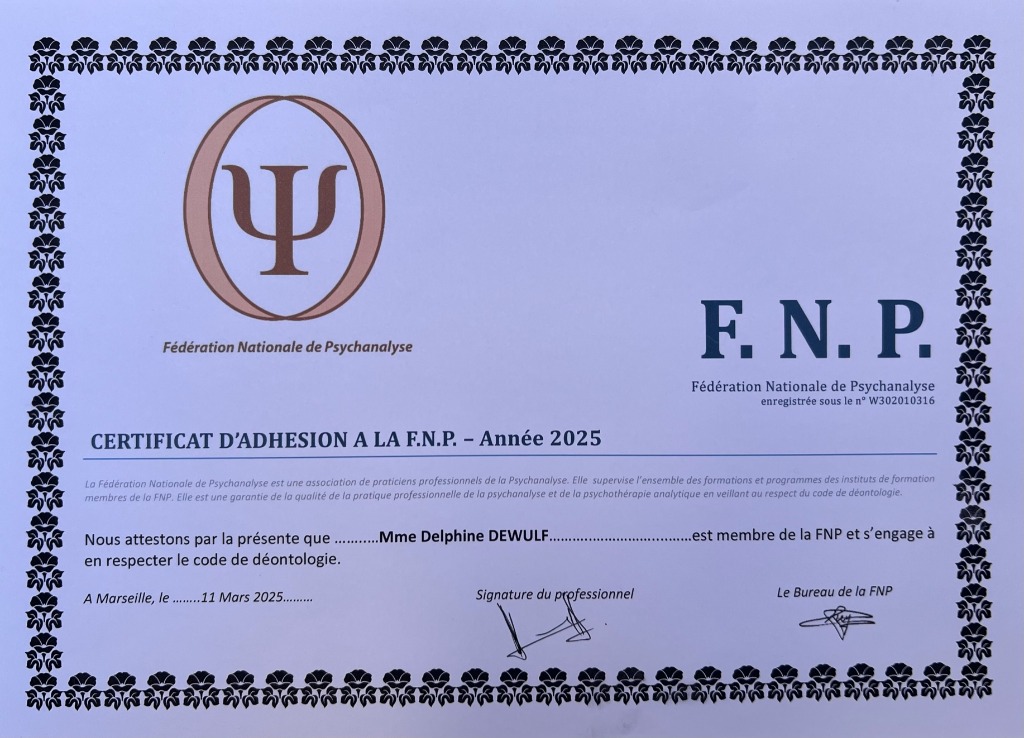 Ψ
Fédération Nationale de Psychanalyse
F. N. P.
Fédération Nationale de Psychanalyse
enregistrée sous le n° W302010316
CERTIFICAT D’ADHESION A LA F.N.P. – Année 2025
La Fédération Nationale de Psychanalyse est une association de praticiens professionnels de la Psychanalyse. Elle supervise l’ensemble des formations et programmes des instituts de formation
membres de la FNP. Elle est une garantie de la qualité de la pratique professionnelle de la psychanalyse et de la psychothérapie analytique en veillant au respect du code de déontologie.
Nous attestons par la présente que ……..…Mme Delphine DEWULF……………………..…..……est membre de la FNP et s’engage à
en respecter le code de déontologie.
A Marseille, le ……..11 Mars 2025………
Signature du professionnel
Le Bureau de la FNP